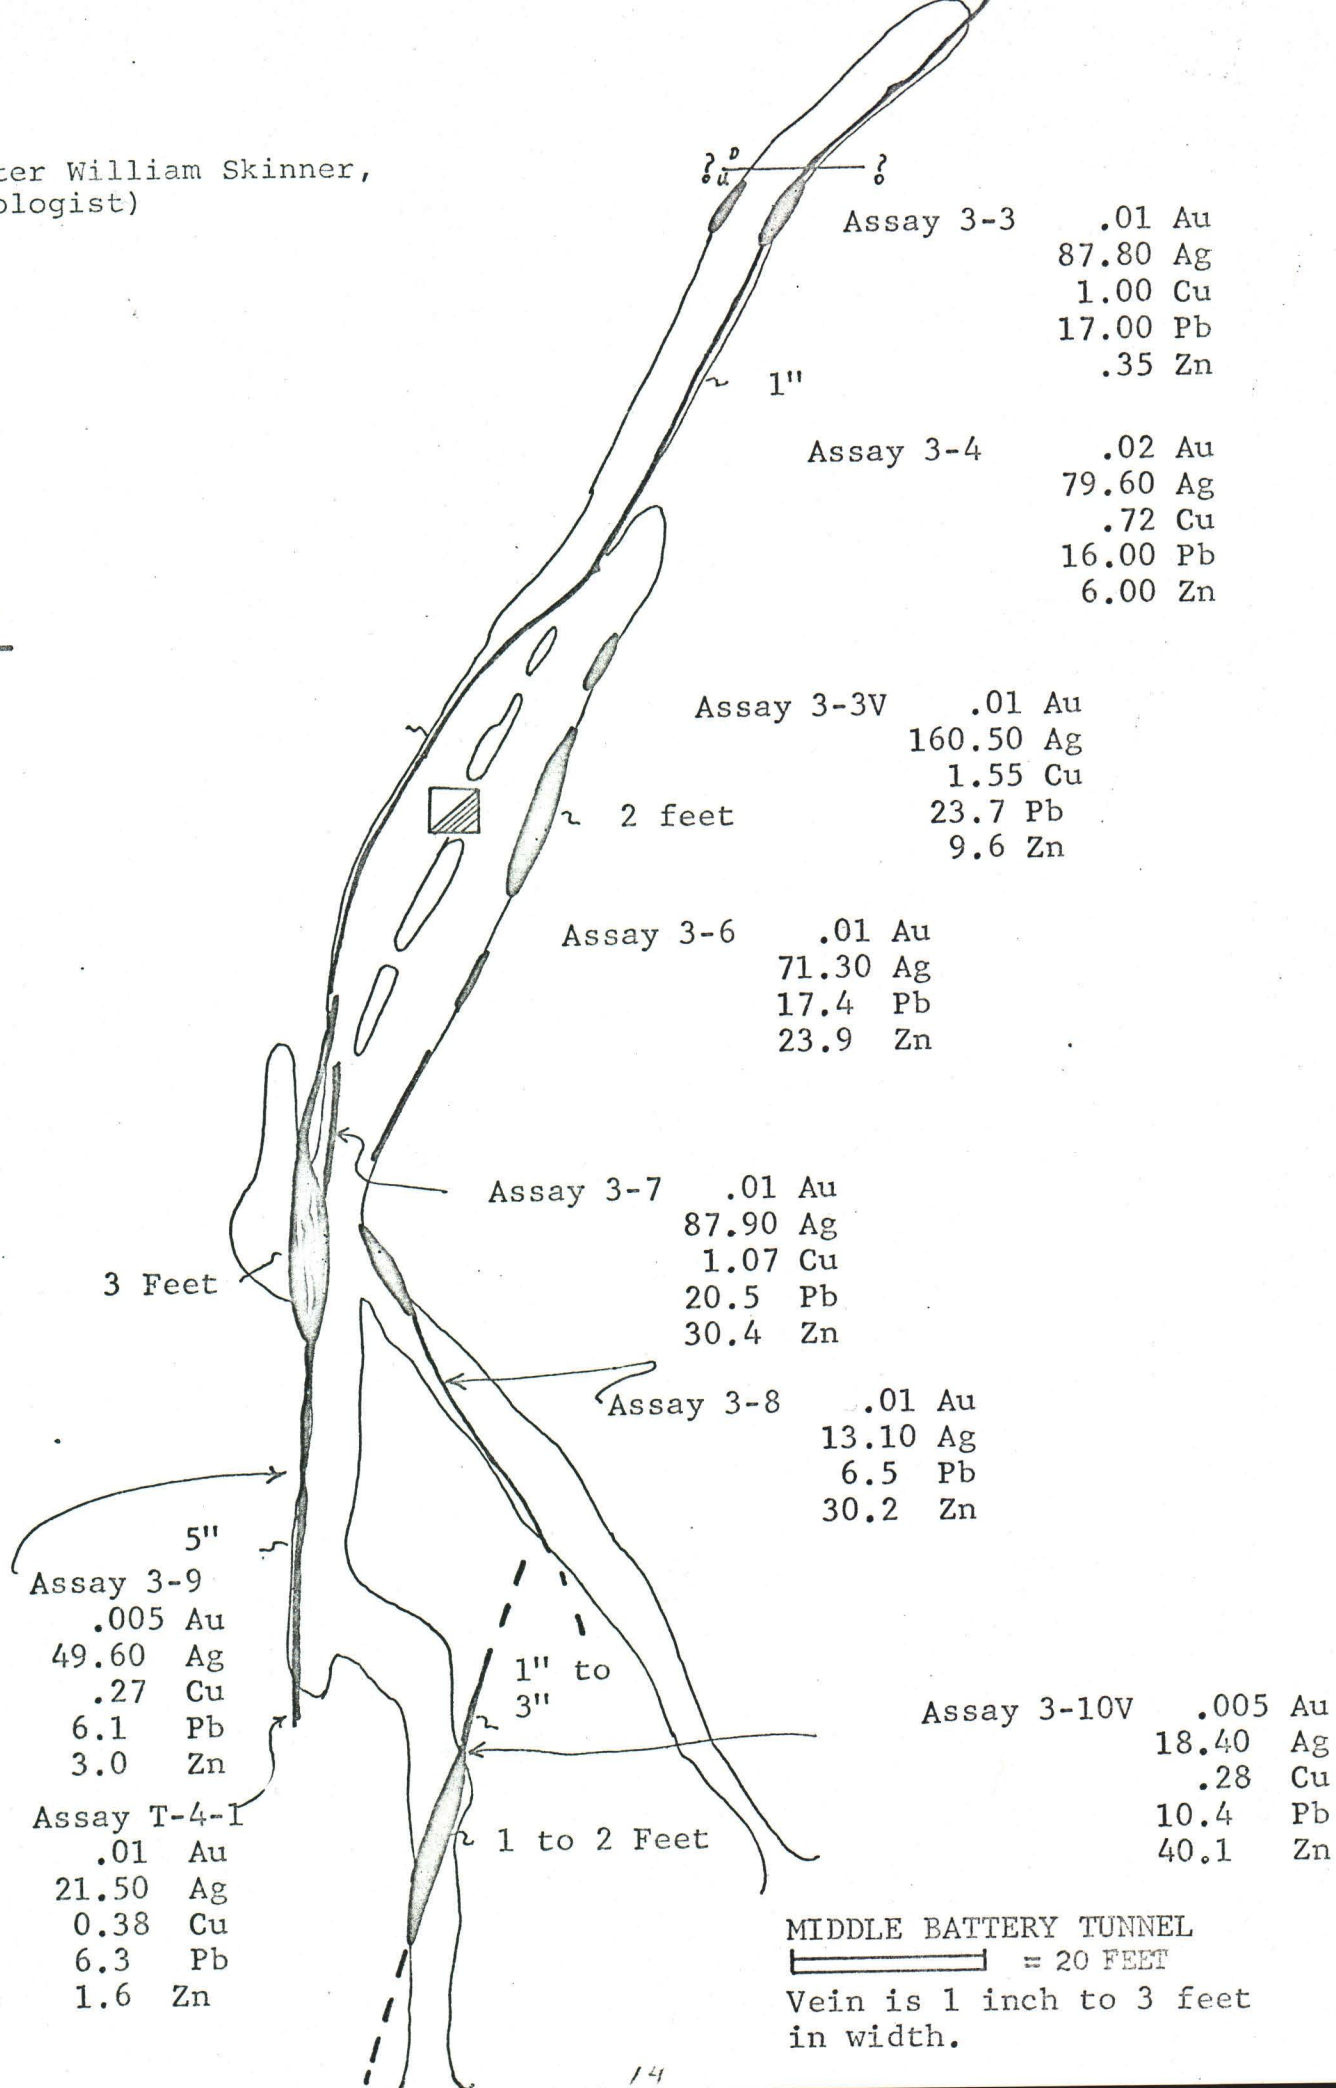 ter William Skinner,
ologist)
? D U ?
Assay 3-3 .01 Au
87.80 Ag
1.00 Cu
17.00 Pb
.35 Zn
1"
Assay 3-4 .02 Au
79.60 Ag
.72 Cu
16.00 Pb
6.00 Zn
Assay 3-3V .01 Au
160.50 Ag
1.55 Cu
23.7 Pb
9.6 Zn
2 feet
Assay 3-6 .01 Au
71.30 Ag
17.4 Pb
23.9 Zn
Assay 3-7 .01 Au
87.90 Ag
1.07 Cu
20.5 Pb
30.4 Zn
3 Feet
Assay 3-8 .01 Au
13.10 Ag
6.5 Pb
30.2 Zn
5"
Assay 3-9
.005 Au
49.60 Ag
.27 Cu
6.1 Pb
3.0 Zn
1" to
3"
Assay 3-10V .005 Au
18.40 Ag
.28 Cu
10.4 Pb
40.1 Zn
Assay T-4-1
.01 Au
21.50 Ag
0.38 Cu
6.3 Pb
1.6 Zn
1 to 2 Feet
MIDDLE BATTERY TUNNEL
= 20 FEET
Vein is 1 inch to 3 feet
in width.
14